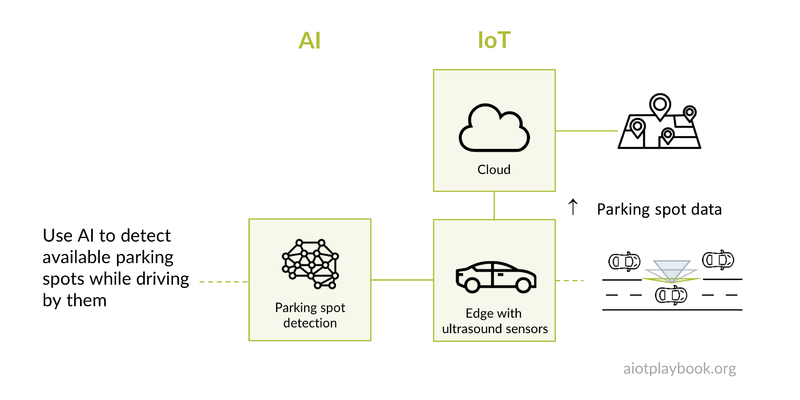 AI
IoT
Cloud
↑ Parking spot data
Use AI to detect
available parking
spots while driving
by them
Parking spot
detection
Edge with
ultrasound sensors
aiotplaybook.org